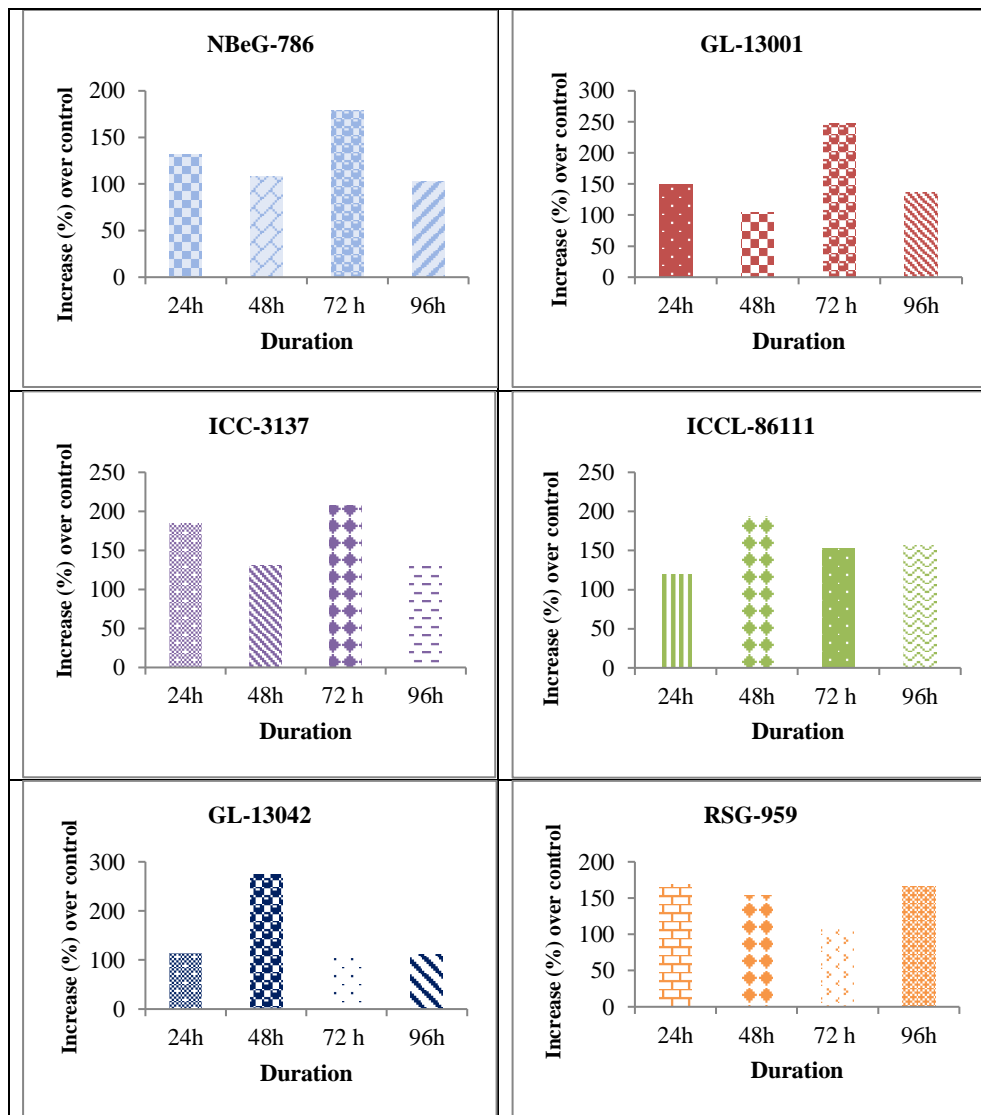 NBeG-786
Increase (%) over control
200
150
100
50
0
24h 48h 72 h 96h
Duration
GL-13001
Increase (%) over control
300
250
200
150
100
50
0
24h 48h 72 h 96h
Duration
ICC-3137
Increase (%) over control
250
200
150
100
50
0
24h 48h 72 h 96h
Duration
ICCL-86111
Increase (%) over control
250
200
150
100
50
0
24h 48h 72 h 96h
Duration
GL-13042
Increase (%) over control
300
200
100
0
24h 48h 72 h 96h
Duration
RSG-959
Increase (%) over control
200
150
100
50
0
24h 48h 72 h 96h
Duration